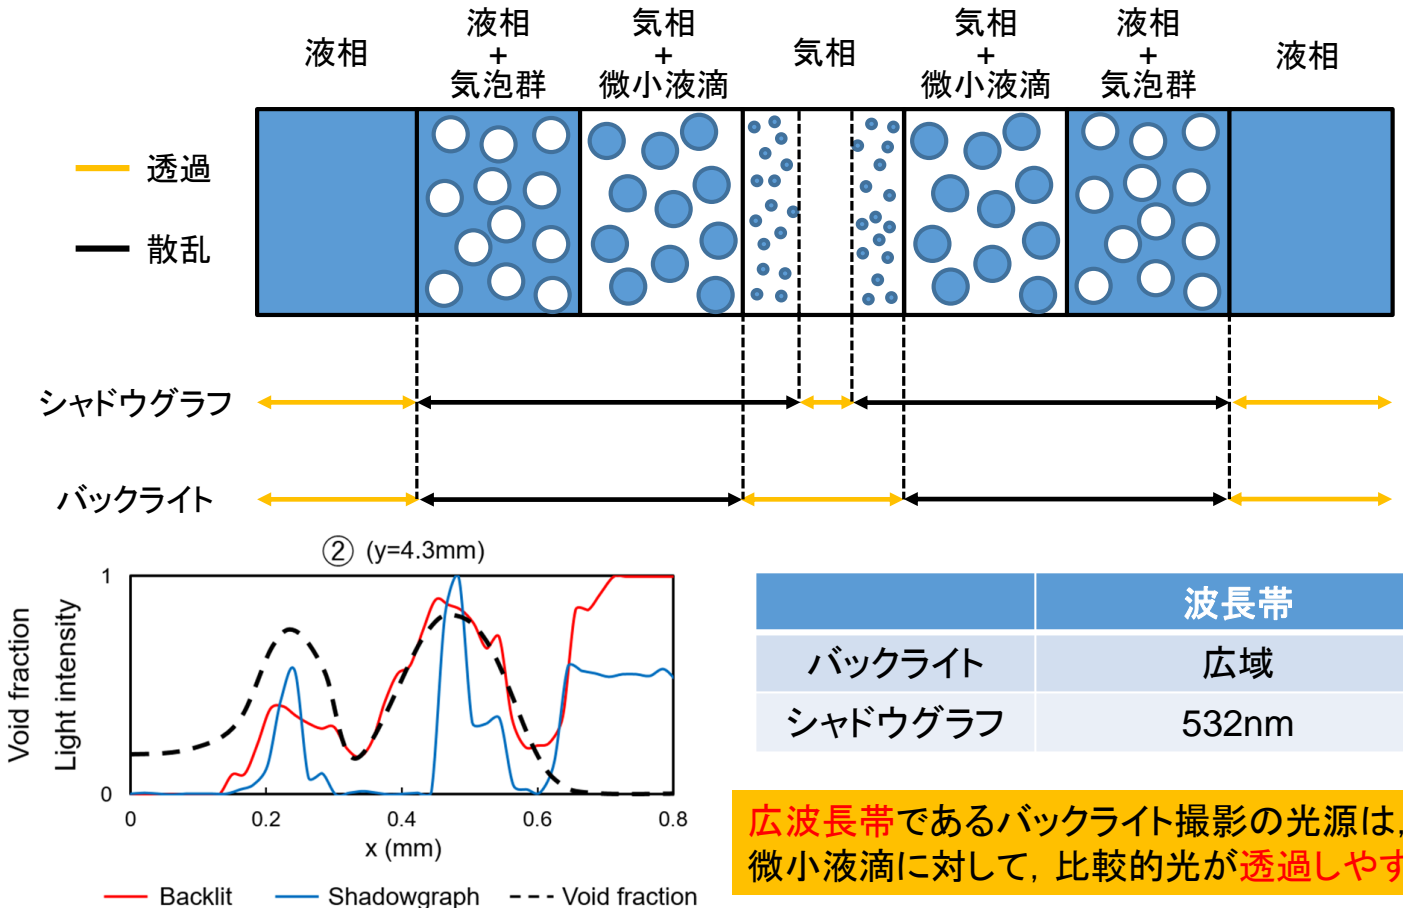 液相
液相
+
気泡群
気相
+
微小液滴
気相
気相
+
微小液滴
液相
+
気泡群
液相
透過
散乱
シャドウグラフ
バックライト
② (y=4.3mm)
Void fraction
Light intensity
1
0
0
0.2
0.4
0.6
0.8
x (mm)
Backlit
Shadowgraph
Void fraction
波長帯
バックライト 広域
シャドウグラフ 532nm
広波長帯であるバックライト撮影の光源は,
微小液滴に対して, 比較的光が透過しやす